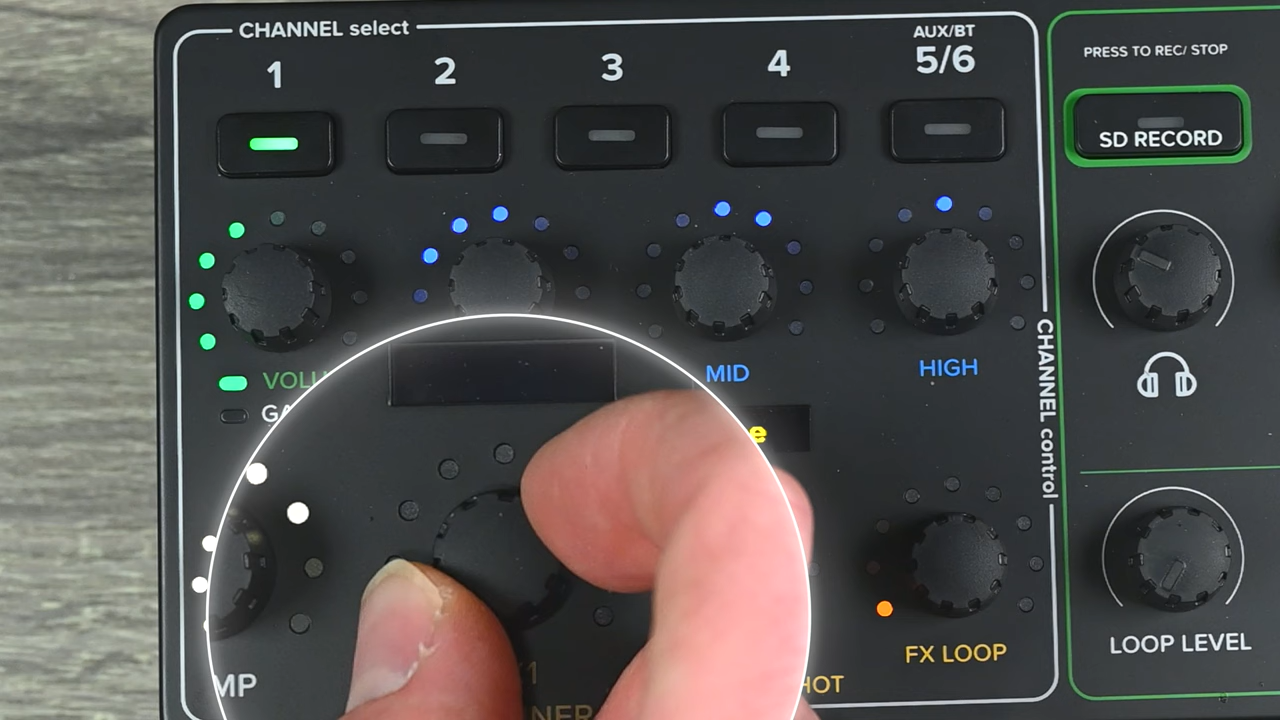 CHANNEL select
1
2
3
4
AUX/BT
5/6
PRESS TO REC/ STOP
SD RECORD
MID
HIGH
CHANNEL control
FX LOOP
LOOP LEVEL